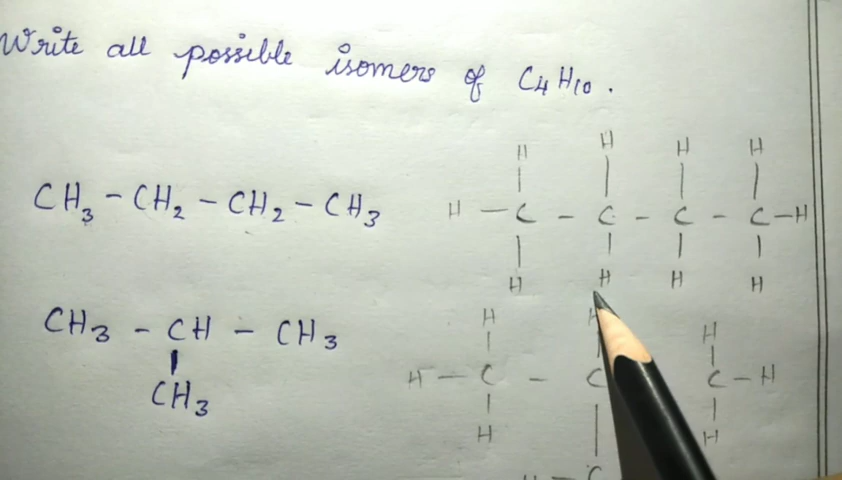 Write all possible isomers of C4H10.
CH3 - CH2 - CH2 - CH3
H H H H
H - C - C - C - C - H
H H H H
CH3 - CH - CH3
CH3
H H H
H - C - C C - H
H H
H - C